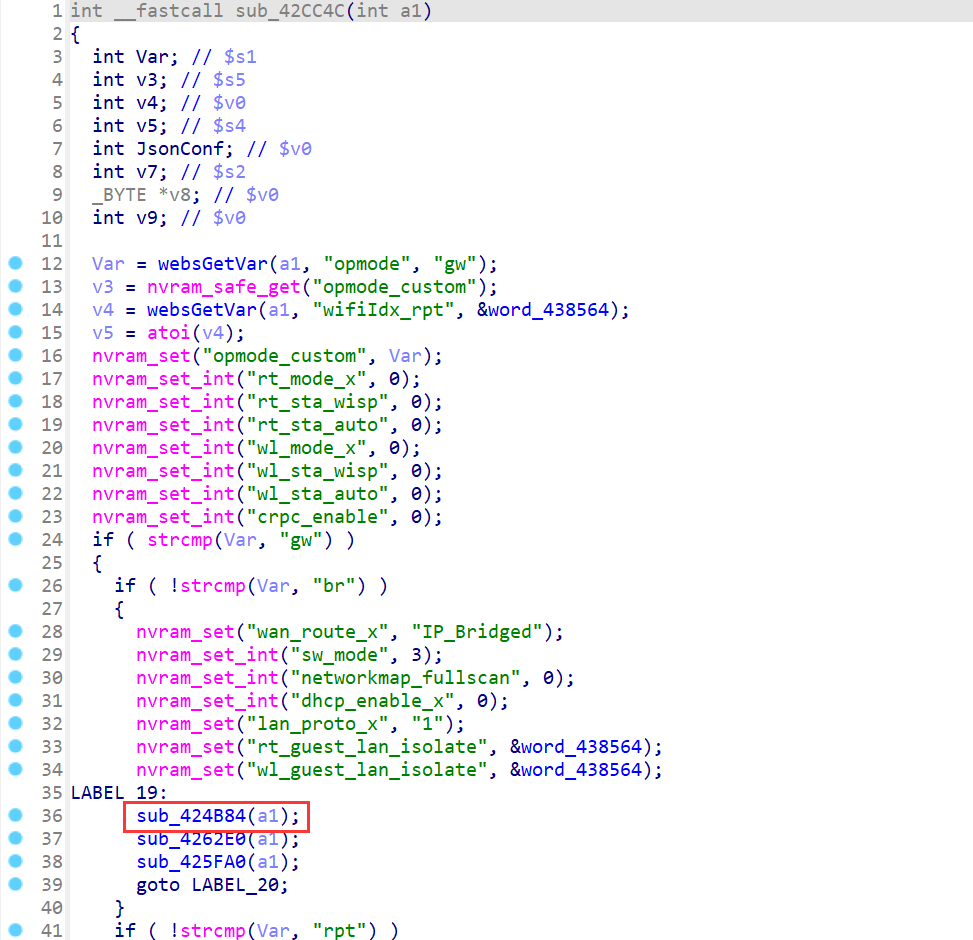 1 int __fastcall sub_42CC4C(int a1)
2 {
3   int Var; // $s1
4   int v3; // $s5
5   int v4; // $v0
6   int v5; // $s4
7   int JsonConf; // $v0
8   int v7; // $s2
9   _BYTE *v8; // $v0
10   int v9; // $v0
11
12   Var = websGetVar(a1, "opmode", "gw");
13   v3 = nvram_safe_get("opmode_custom");
14   v4 = websGetVar(a1, "wifiIdx_rpt", &word_438564);
15   v5 = atoi(v4);
16   nvram_set("opmode_custom", Var);
17   nvram_set_int("rt_mode_x", 0);
18   nvram_set_int("rt_sta_wisp", 0);
19   nvram_set_int("rt_sta_auto", 0);
20   nvram_set_int("wl_mode_x", 0);
21   nvram_set_int("wl_sta_wisp", 0);
22   nvram_set_int("wl_sta_auto", 0);
23   nvram_set_int("crpc_enable", 0);
24   if ( strcmp(Var, "gw") )
25   {
26     if ( !strcmp(Var, "br") )
27     {
28       nvram_set("wan_route_x", "IP_Bridged");
29       nvram_set_int("sw_mode", 3);
30       nvram_set_int("networkmap_fullscan", 0);
31       nvram_set_int("dhcp_enable_x", 0);
32       nvram_set("lan_proto_x", "1");
33       nvram_set("rt_guest_lan_isolate", &word_438564);
34       nvram_set("wl_guest_lan_isolate", &word_438564);
35 LABEL_19:
36       sub_424B84(a1);
37       sub_4262E0(a1);
38       sub_425FA0(a1);
39       goto LABEL_20;
40     }
41     if ( !strcmp(Var, "rpt") )